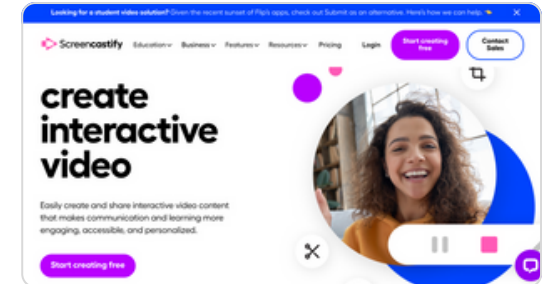 Looking for a student video solution? Given the recent sunset of Flip's apps, check out Submit as an alternative. Here's how we can help.
Screencastify Education Business Features Resources Pricing Login Start creating free Contact Sales
create
interactive
video
Easily create and share interactive video content
that makes communication and learning more
engaging, accessible, and personalized.
Start creating free